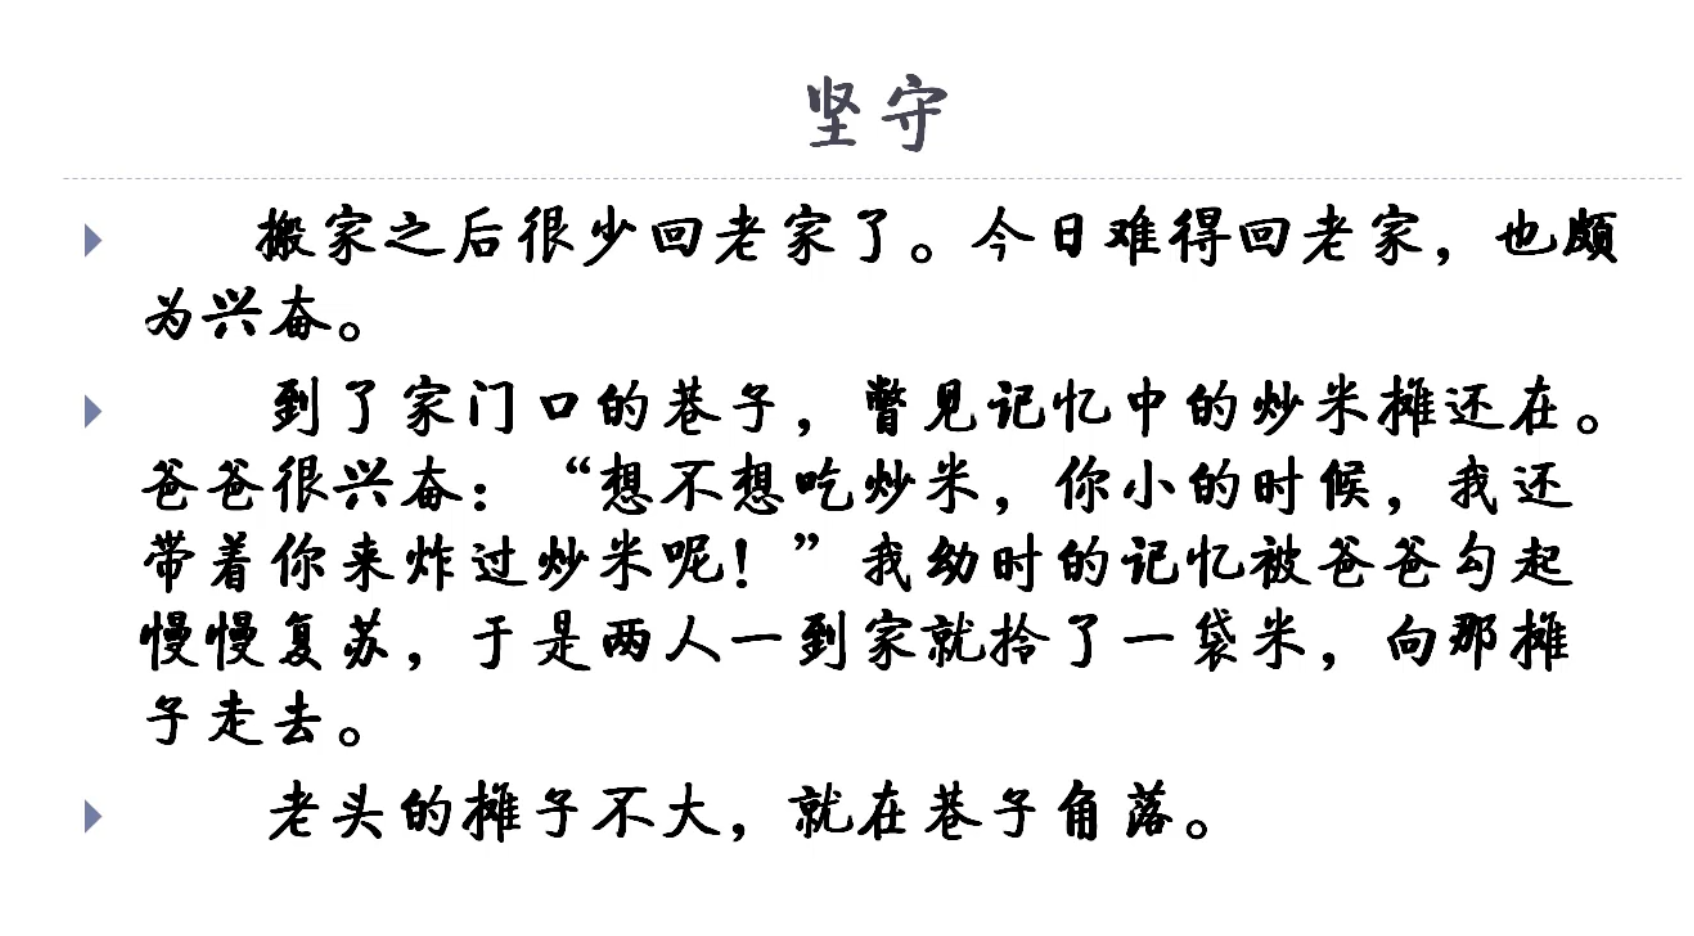 坚守
搬家之后很少回老家了。今日难得回老家，也颇
为兴奋。
到了家门口的巷子，瞥见记忆中的炒米摊还在。
爸爸很兴奋：“想不想吃炒米，你小的时候，我还
带着你来炸过炒米呢！”我幼时的记忆被爸爸勾起
慢慢复苏，于是两人一到家就拾了一袋米，向那摊
子走去。
老头的摊子不大，就在巷子角落。